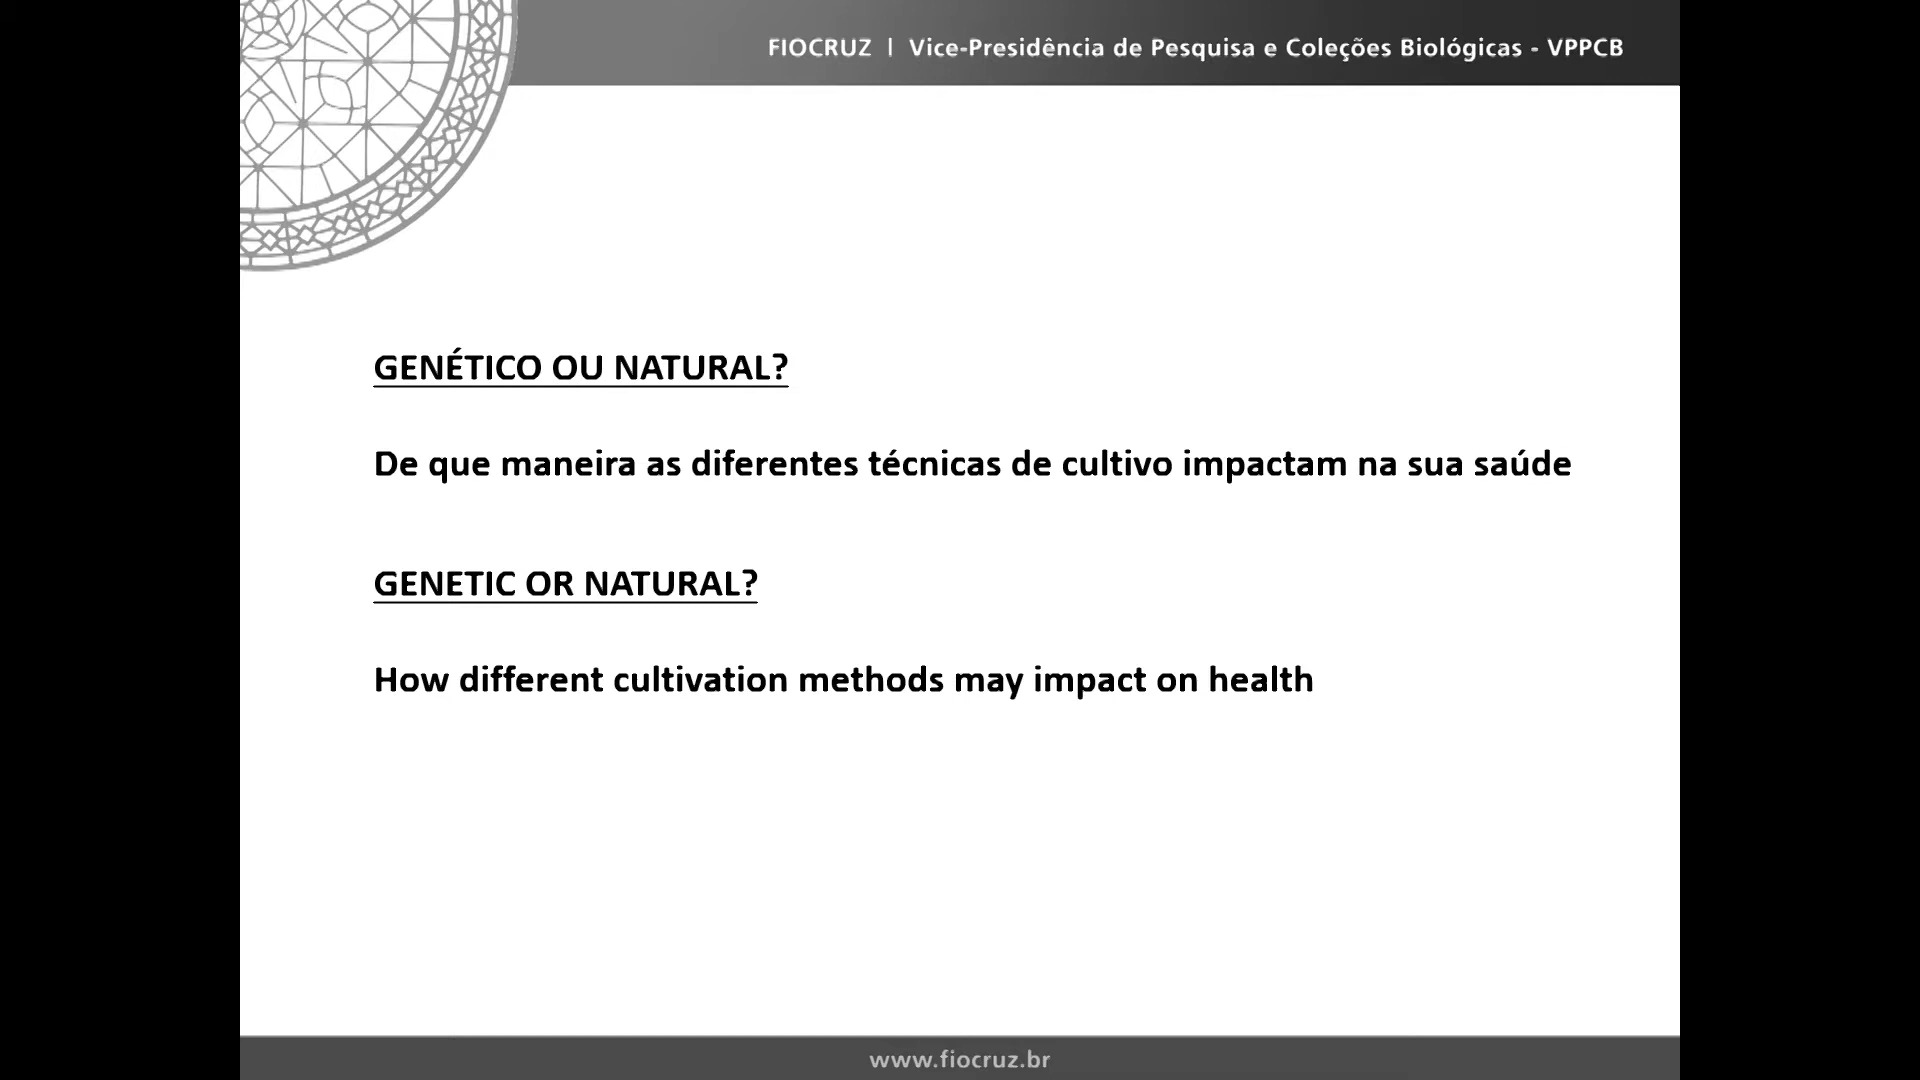 FIOCRUZ | Vice-Presidência de Pesquisa e Coleções Biológicas - VPPCB
GENÉTICO OU NATURAL?
De que maneira as diferentes técnicas de cultivo impactam na sua saúde
GENETIC OR NATURAL?
How different cultivation methods may impact on health
www.fiocruz.br